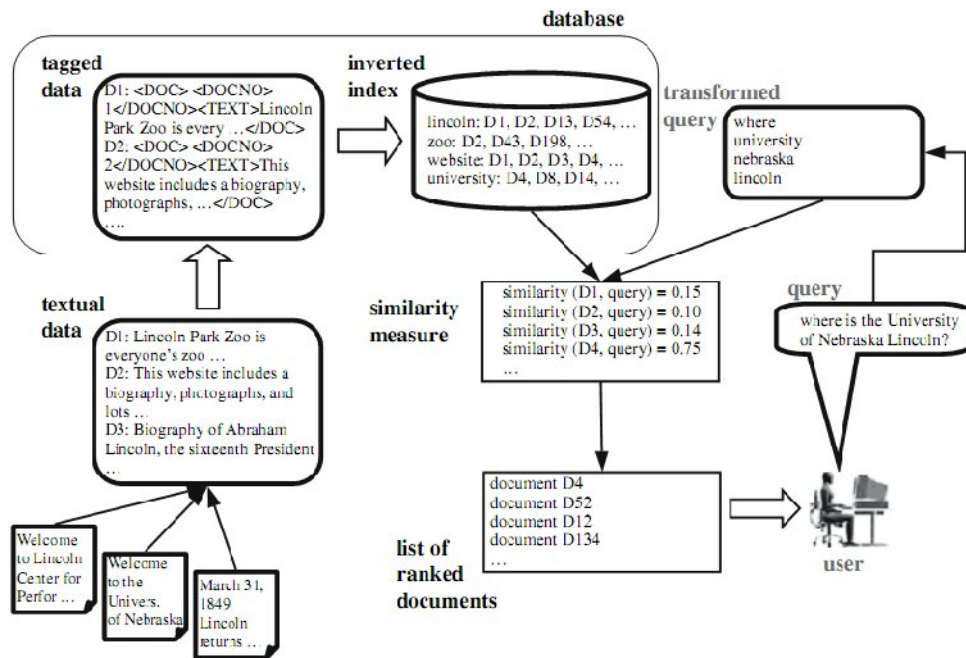 database
tagged
data
D1: <DOC> <DOCNO>
1</DOCNO><TEXT>Lincoln
Park Zoo is every …</DOC>
D2: <DOC> <DOCNO>
2</DOCNO><TEXT>This
website includes a biography,
photographs, …</DOC>
….
inverted
index
lincoln: D1, D2, D13, D54, …
zoo: D2, D43, D198, …
website: D1, D2, D3, D4, …
university: D4, D8, D14, …
transformed
query
where
university
nebraska
lincoln
textual
data
D1: Lincoln Park Zoo is
everyone's zoo …
D2: This website includes a
biography, photographs, and
lots …
D3: Biography of Abraham
Lincoln, the sixteenth President
…
similarity
measure
similarity (D1, query) = 0.15
similarity (D2, query) = 0.10
similarity (D3, query) = 0.14
similarity (D4, query) = 0.75
…
query
where is the University
of Nebraska Lincoln?
Welcome
to Lincoln
Center for
Perfor …
Welcome
to the
Univers.
of Nebraska
March 31,
1849
Lincoln
returns …
list of
ranked
documents
document D4
document D52
document D12
document D134
…
user